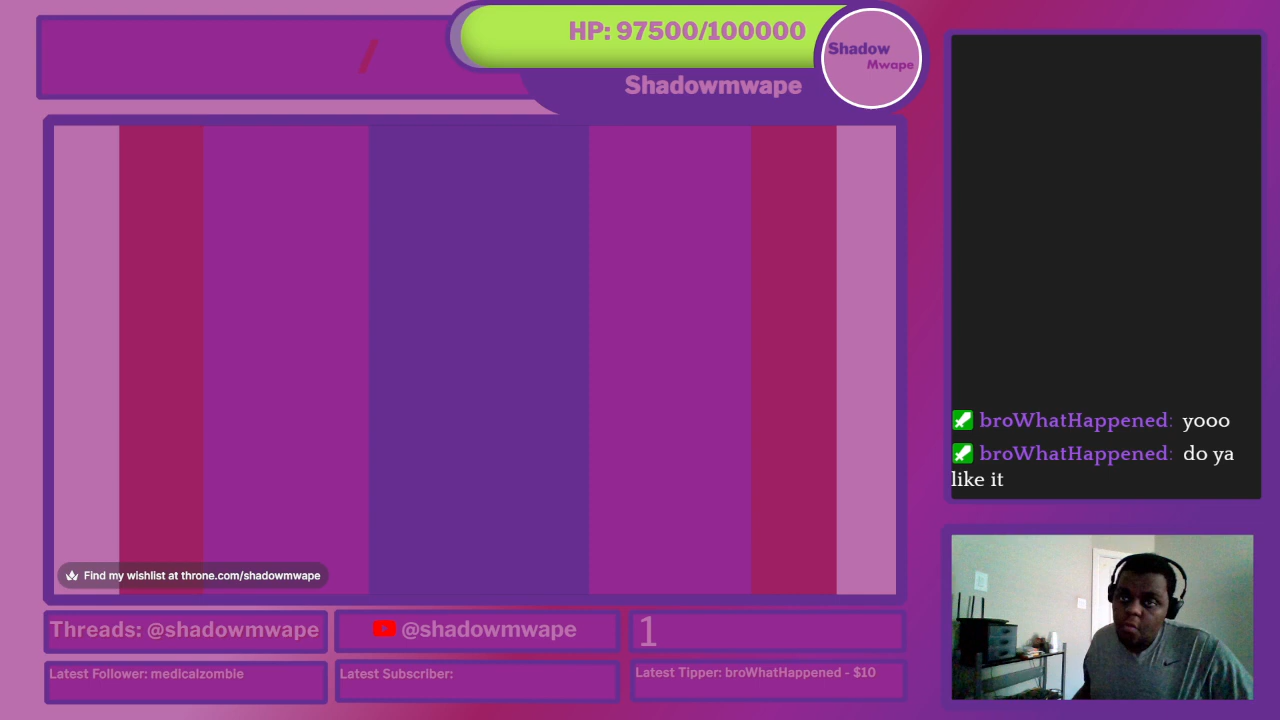 /
HP: 97500/100000
Shadowmwape
Shadow
Mwape
broWhatHappened: yooo
broWhatHappened: do ya
like it
Find my wishlist at throne.com/shadowmwape
Threads: @shadowmwape
@shadowmwape
1
Latest Follower: medicalzombie
Latest Subscriber:
Latest Tipper: broWhatHappened - $10